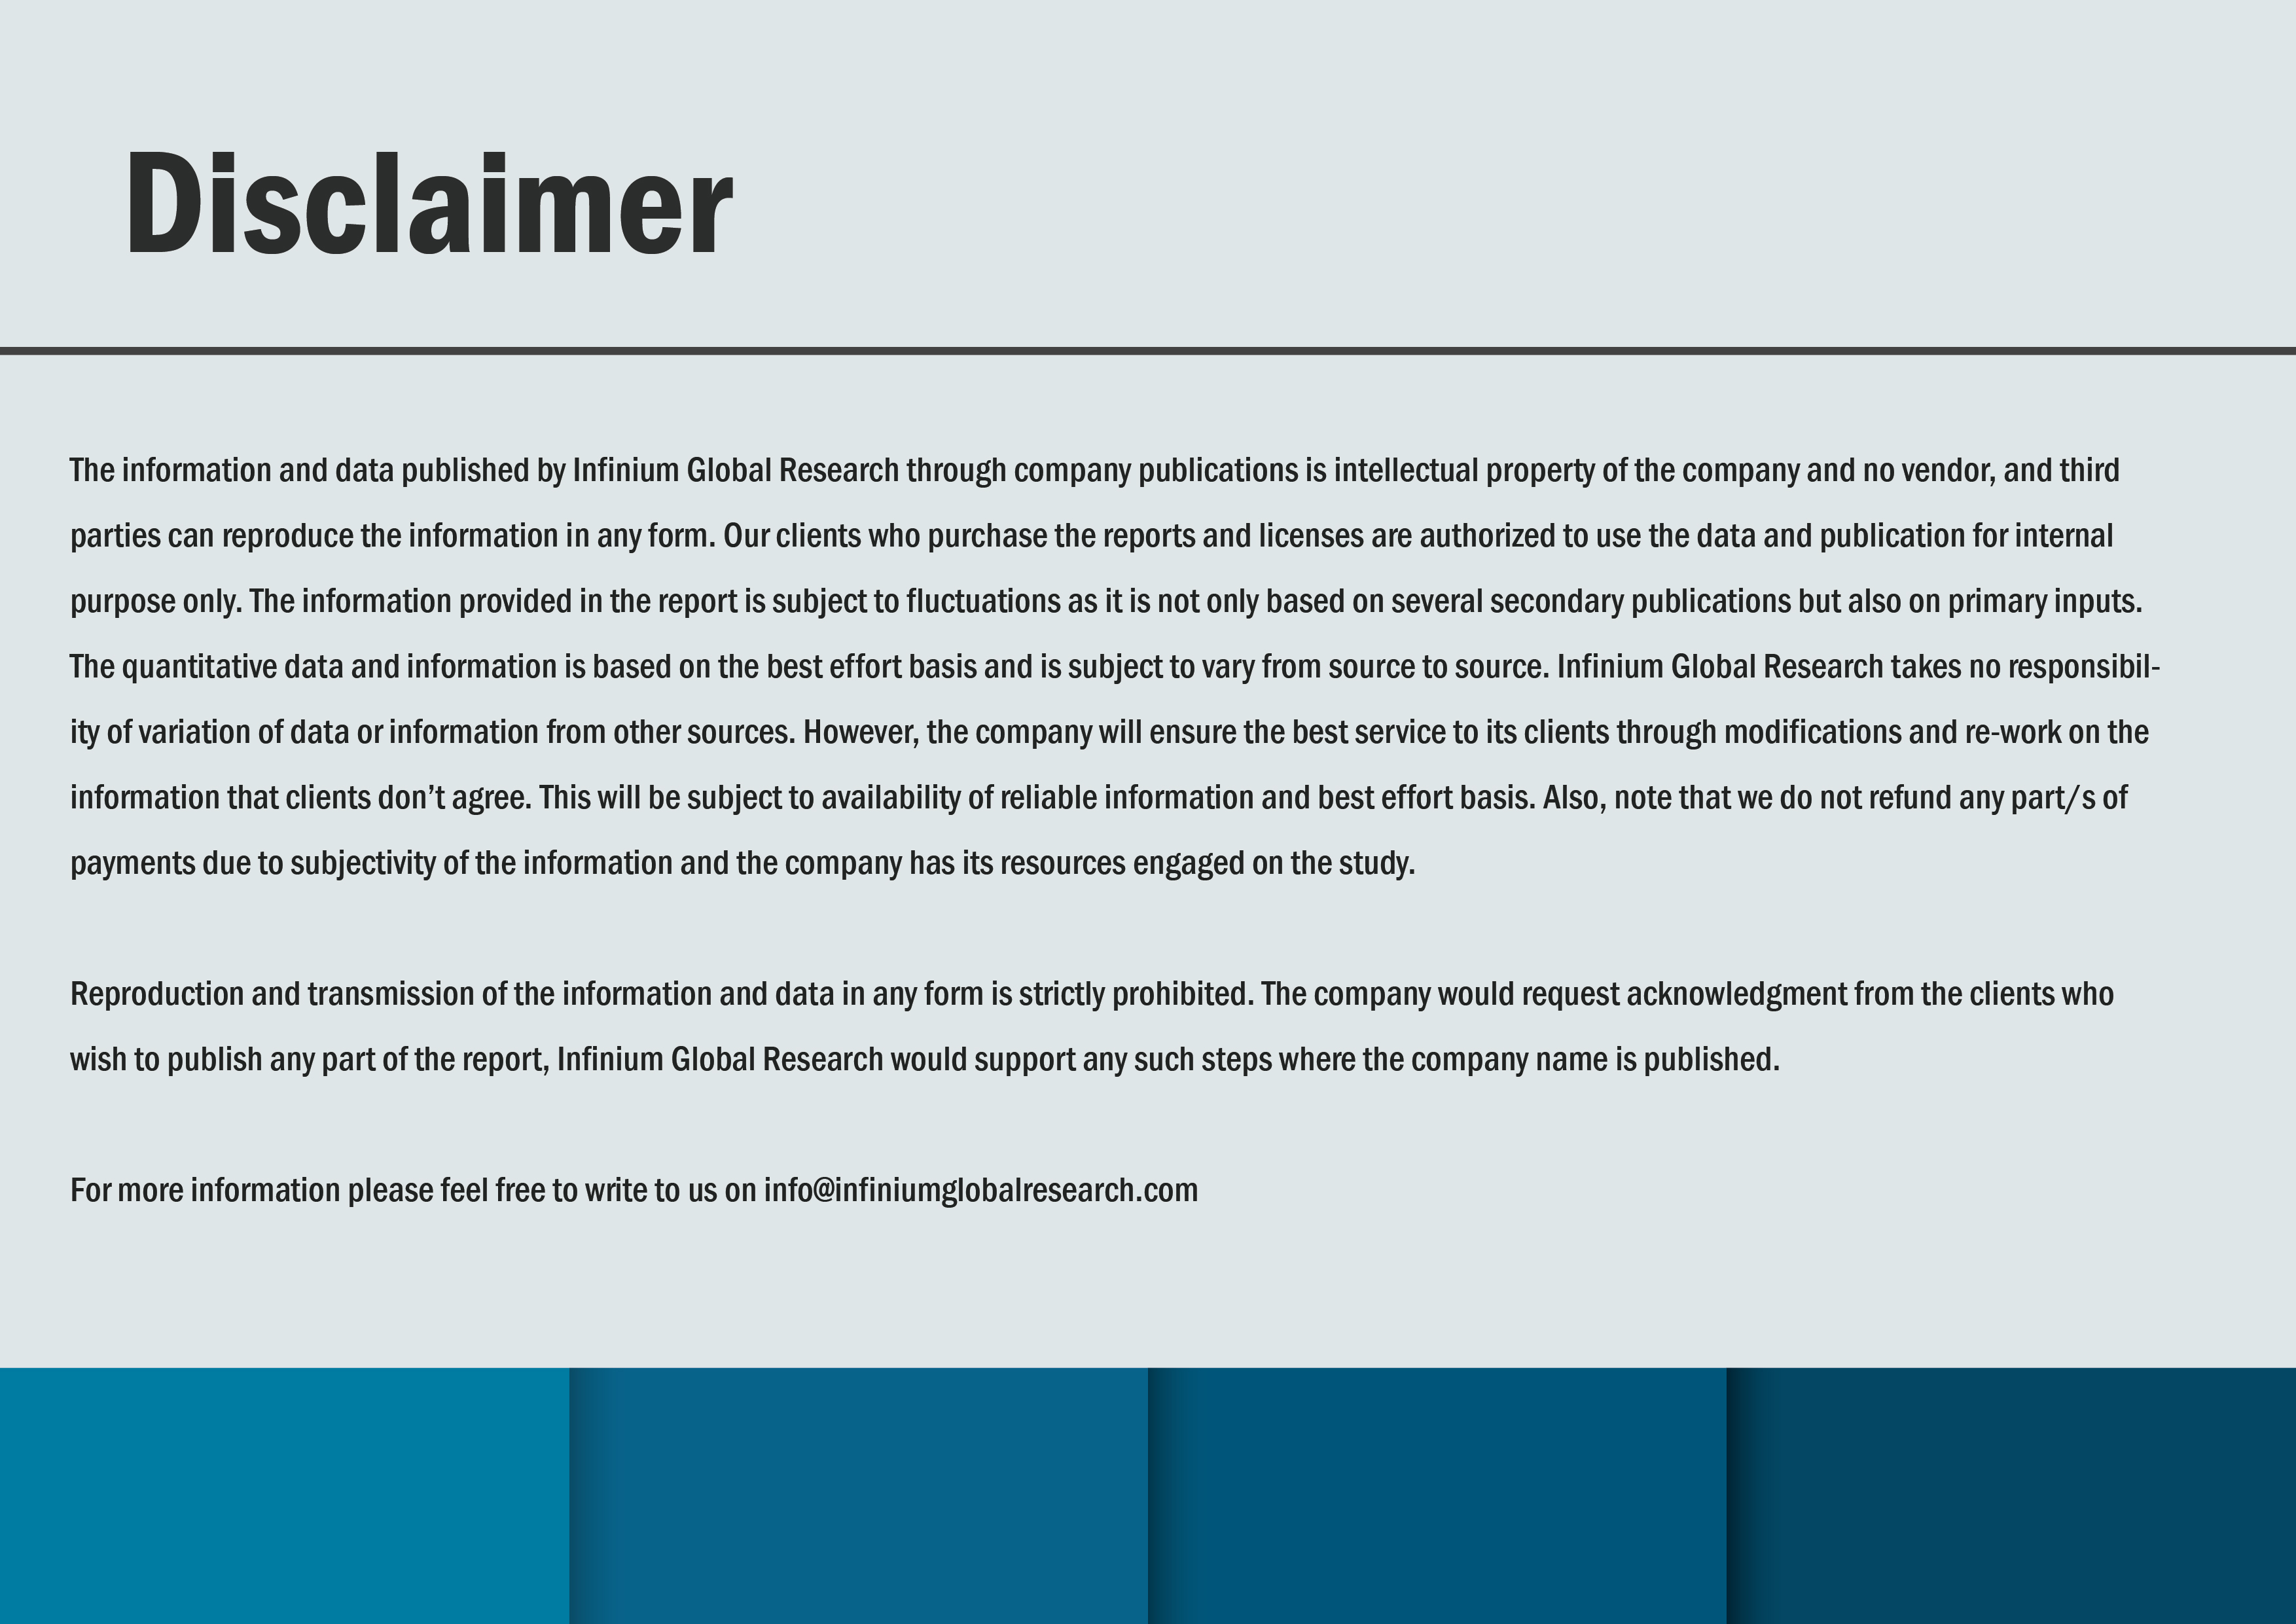 Disclaimer
The information and data published by Infinium Global Research through company publications is intellectual property of the company and no vendor, and third
parties can reproduce the information in any form. Our clients who purchase the reports and licenses are authorized to use the data and publication for internal
purpose only. The information provided in the report is subject to fluctuations as it is not only based on several secondary publications but also on primary inputs.
The quantitative data and information is based on the best effort basis and is subject to vary from source to source. Infinium Global Research takes no responsibil-
ity of variation of data or information from other sources. However, the company will ensure the best service to its clients through modifications and re-work on the
information that clients don’t agree. This will be subject to availability of reliable information and best effort basis. Also, note that we do not refund any part/s of
payments due to subjectivity of the information and the company has its resources engaged on the study.
Reproduction and transmission of the information and data in any form is strictly prohibited. The company would request acknowledgment from the clients who
wish to publish any part of the report, Infinium Global Research would support any such steps where the company name is published.
For more information please feel free to write to us on info@infiniumglobalresearch.com